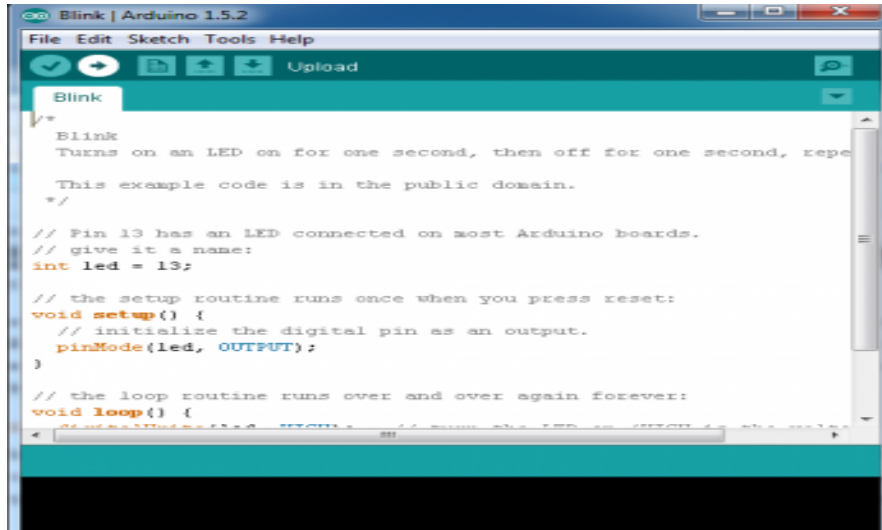 Blink | Arduino 1.5.2
File Edit Sketch Tools Help
Upload
Blink
/*
Blink
Turns on an LED on for one second, then off for one second, repe
This example code is in the public domain.
*/
// Pin 13 has an LED connected on most Arduino boards.
// give it a name:
int led = 13;
// the setup routine runs once when you press reset:
void setup() {
// initialize the digital pin as an output.
pinMode(led, OUTPUT);
}
// the loop routine runs over and over again forever:
void loop() {